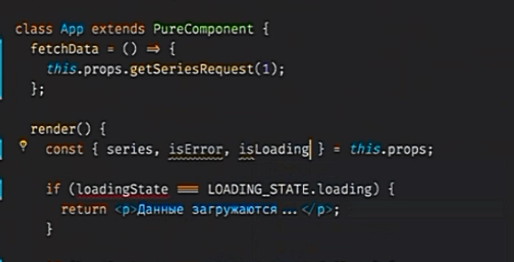 class App extends PureComponent {
fetchData = () => {
this.props.getSeriesRequest(1);
};
render() {
const { series, isError, isLoading } = this.props;
if (loadingState === LOADING_STATE.loading) {
return <p>Данные загружаются...</p>;
}